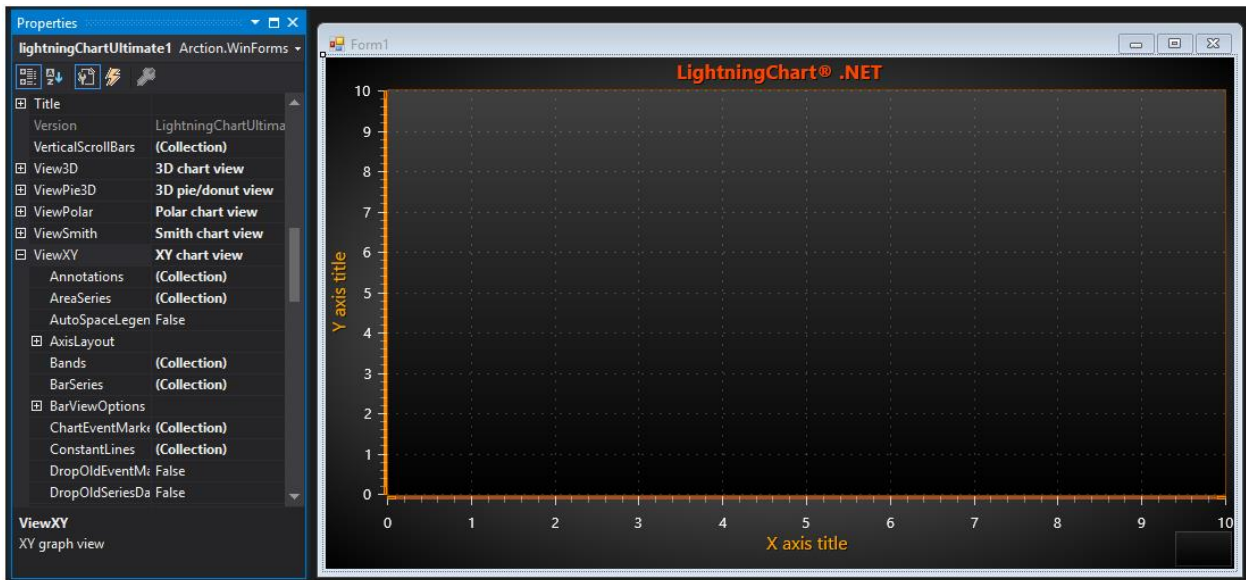 Properties
lightningChartUltimate1 Arction.WinForms
Title
Version LightningChartUltima
VerticalScrollBars (Collection)
View3D 3D chart view
ViewPie3D 3D pie/donut view
ViewPolar Polar chart view
ViewSmith Smith chart view
ViewXY XY chart view
Annotations (Collection)
AreaSeries (Collection)
AutoSpaceLegen False
AxisLayout
Bands (Collection)
BarSeries (Collection)
BarViewOptions
ChartEventMarke (Collection)
ConstantLines (Collection)
DropOldEventMa False
DropOldSeriesDa False
ViewXY
XY graph view
Form1
LightningChart® .NET
10
9
8
7
6
5
4
3
2
1
0
Y axis title
0 1 2 3 4 5 6 7 8 9 10
X axis title